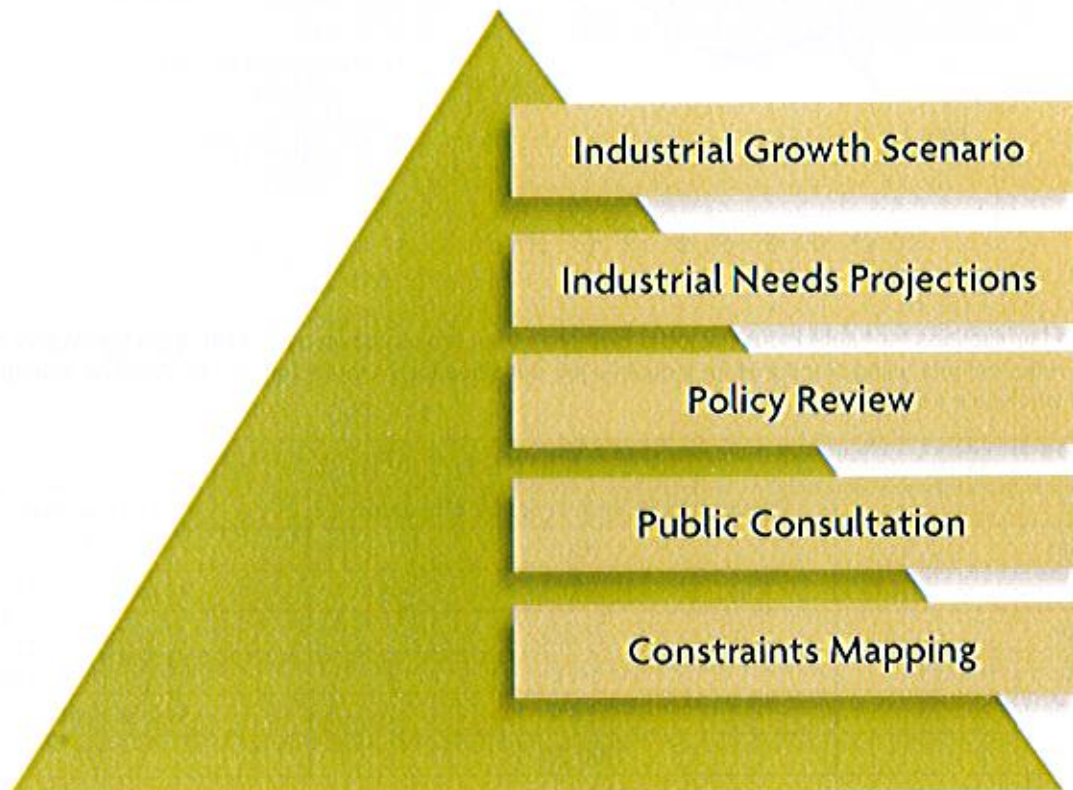 Industrial Growth Scenario
Industrial Needs Projections
Policy Review
Public Consultation
Constraints Mapping